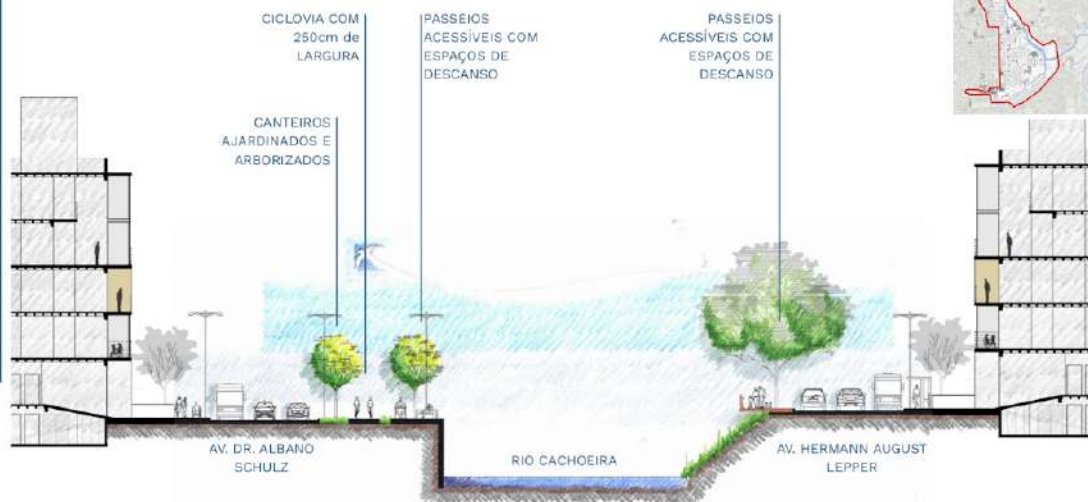 CICLOVIA COM
250cm de
LARGURA
PASSEIOS
ACESSÍVEIS COM
ESPAÇOS DE
DESCANSO
PASSEIOS
ACESSÍVEIS COM
ESPAÇOS DE
DESCANSO
CANTEIROS
AJARDINADOS E
ARBORIZADOS
AV. DR. ALBANO
SCHULZ
RIO CACHOEIRA
AV. HERMANN AUGUST
LEPPER